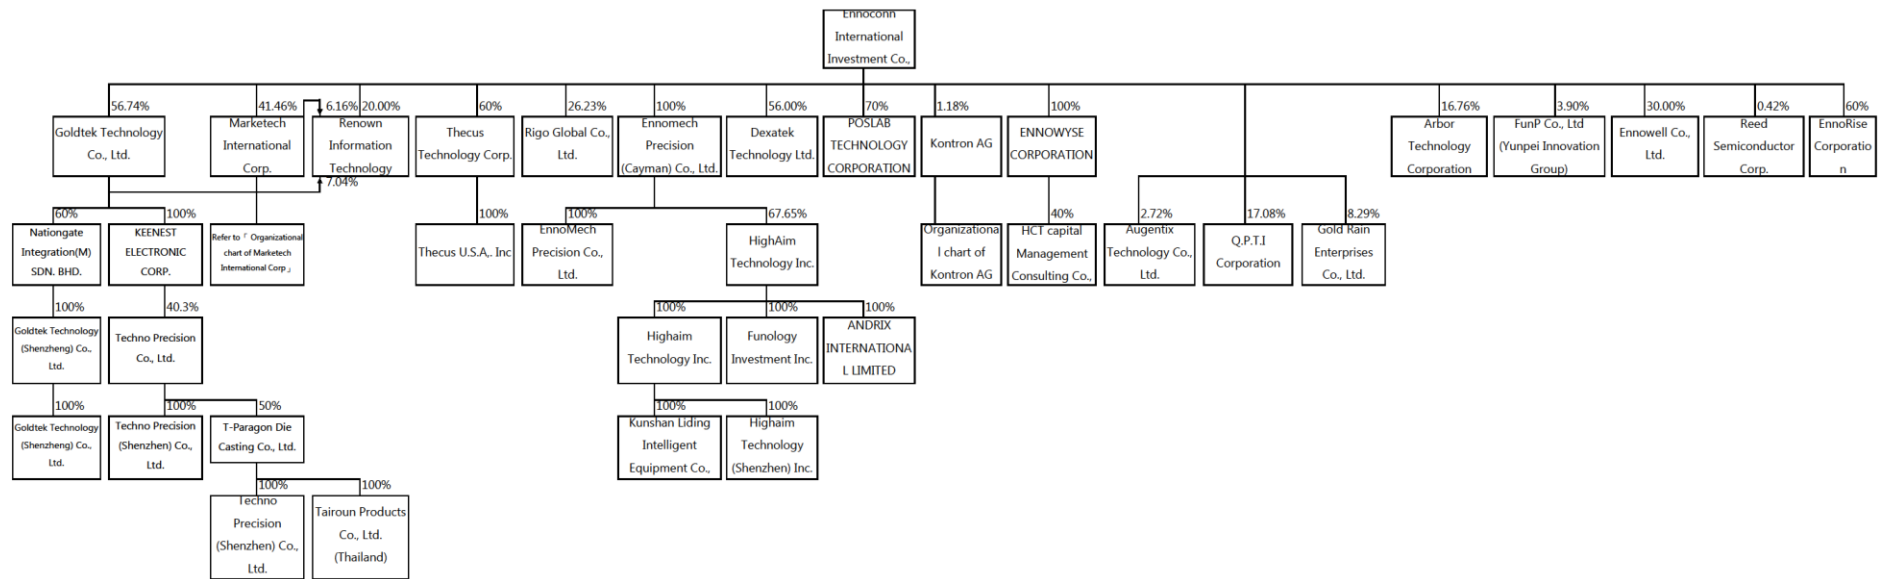 Ennoconn
International
Investment Co.,
56.74%
41.46%
6.16%
20.00%
60%
26.23%
100%
56.00%
70%
1.18%
100%
16.76%
3.90%
30.00%
0.42%
60%
Goldtek Technology
Co., Ltd.
Marketech
International
Corp.
Renown
Information
Technology
Thecus
Technology Corp.
Rigo Global Co.,
Ltd.
Ennomech
Precision
(Cayman) Co., Ltd.
Dexatek
Technology Ltd.
POSLAB
TECHNOLOGY
CORPORATION
Kontron AG
ENNOWYSE
CORPORATION
Arbor
Technology
Corporation
FunP Co., Ltd
(Yunpei Innovation
Group)
Ennowell Co.,
Ltd.
Reed
Semiconductor
Corp.
EnnoRise
Corporatio
n
7.04%
60%
100%
100%
100%
67.65%
40%
2.72%
17.08%
8.29%
Nationgate
Integration(M)
SDN. BHD.
KEENEST
ELECTRONIC
CORP.
Refer to「 Organizational
chart of Marketech
International Corp 」
Thecus U.S.A,. Inc
EnnoMech
Precision Co.,
Ltd.
HighAim
Technology Inc.
Organizationa
l chart of
Kontron AG
HCT capital
Management
Consulting Co.,
Augentix
Technology Co.,
Ltd.
Q.P.T.I
Corporation
Gold Rain
Enterprises
Co., Ltd.
100%
40.3%
100%
100%
100%
Goldtek Technology
(Shenzheng) Co.,
Ltd.
Techno Precision
Co., Ltd.
Highaim
Technology Inc.
Funology
Investment Inc.
ANDRIX
INTERNATIONA
L LIMITED
100%
100%
50%
100%
100%
Goldtek Technology
(Shenzheng) Co.,
Ltd.
Techno Precision
(Shenzhen) Co.,
Ltd.
T-Paragon Die
Casting Co., Ltd.
Kunshan Liding
Intelligent
Equipment Co.,
Highaim
Technology
(Shenzhen) Inc.
100%
100%
Techno
Precision
(Shenzhen) Co.,
Ltd.
Tairoun Products
Co., Ltd.
(Thailand)